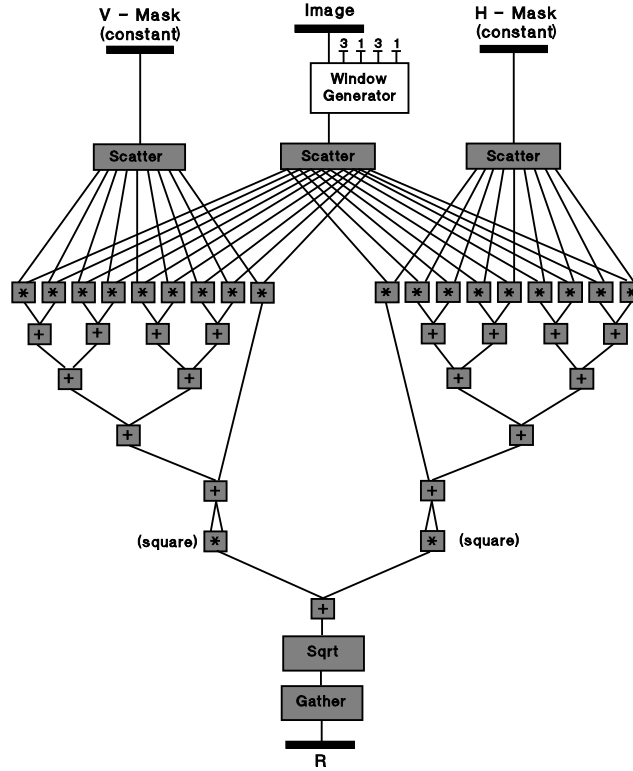 V - Mask
(constant)
Image
H - Mask
(constant)
3 1 3 1
Window
Generator
Scatter
Scatter
Scatter
* * * * * * * * *
* * * * * * * * *
+ + + +
+ + + +
+ +
+ +
+
+
+
+
(square)
*
*
(square)
+
Sqrt
Gather
R